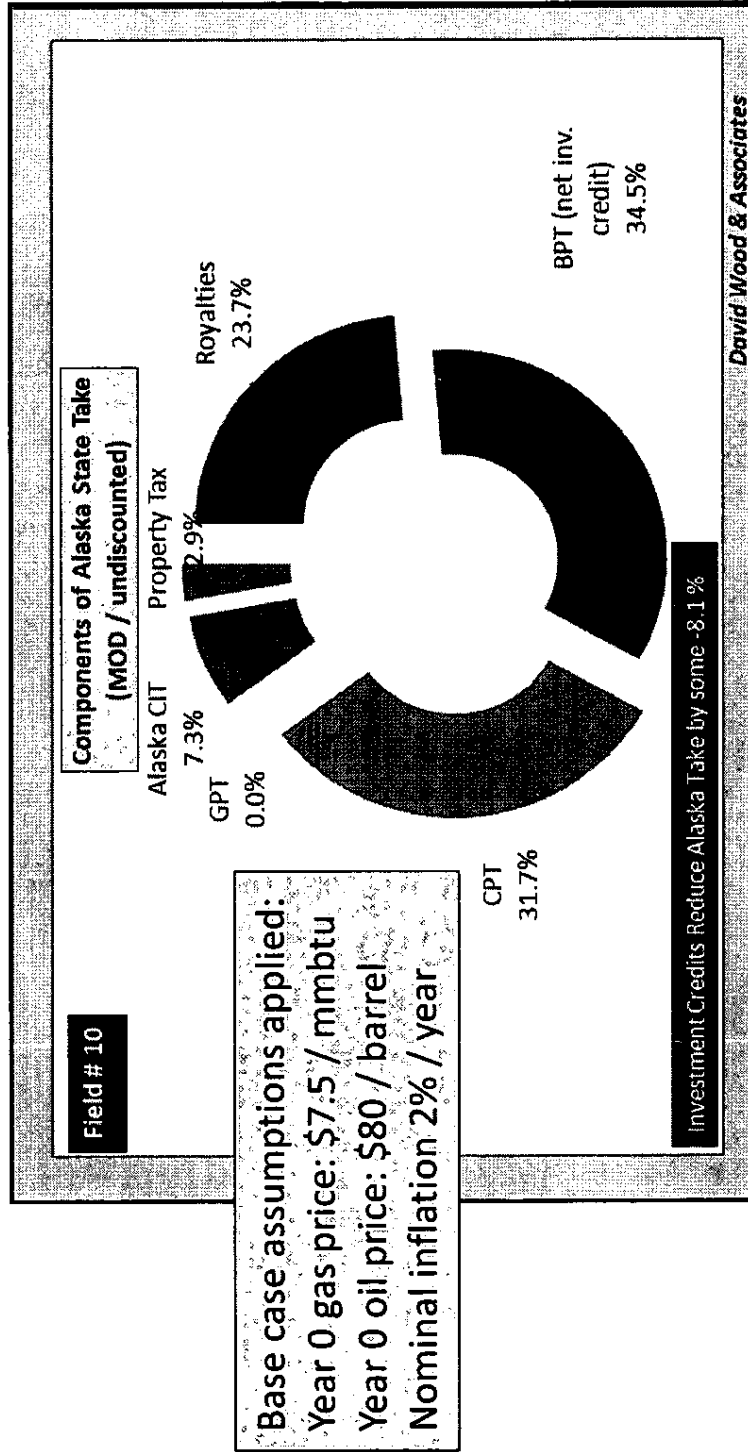 Field # 10
Components of Alaska State Take
(MOD / undiscounted)
Base case assumptions applied:
Year 0 gas price: $7.5 / mmbtu
Year 0 oil price: $80 / barrel
Nominal inflation 2% / year
Alaska CIT
7.3%
Property Tax
2.9%
GPT
0.0%
Royalties
23.7%
CPT
31.7%
BPT (net inv.
credit)
34.5%
Investment Credits Reduce Alaska Take by some -8.1 %
David Wood & Associates